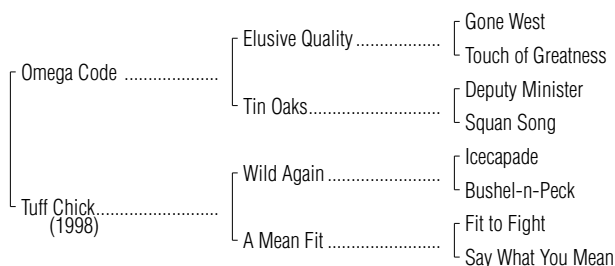 Gone West
Elusive Quality ....................
Touch of Greatness
Omega Code ......................
Deputy Minister
Tin Oaks...............................
Squan Song
Icecapade
Wild Again ..........................
Bushel-n-Peck
Tuff Chick.............................
(1998)
Fit to Fight
A Mean Fit ..........................
Say What You Mean